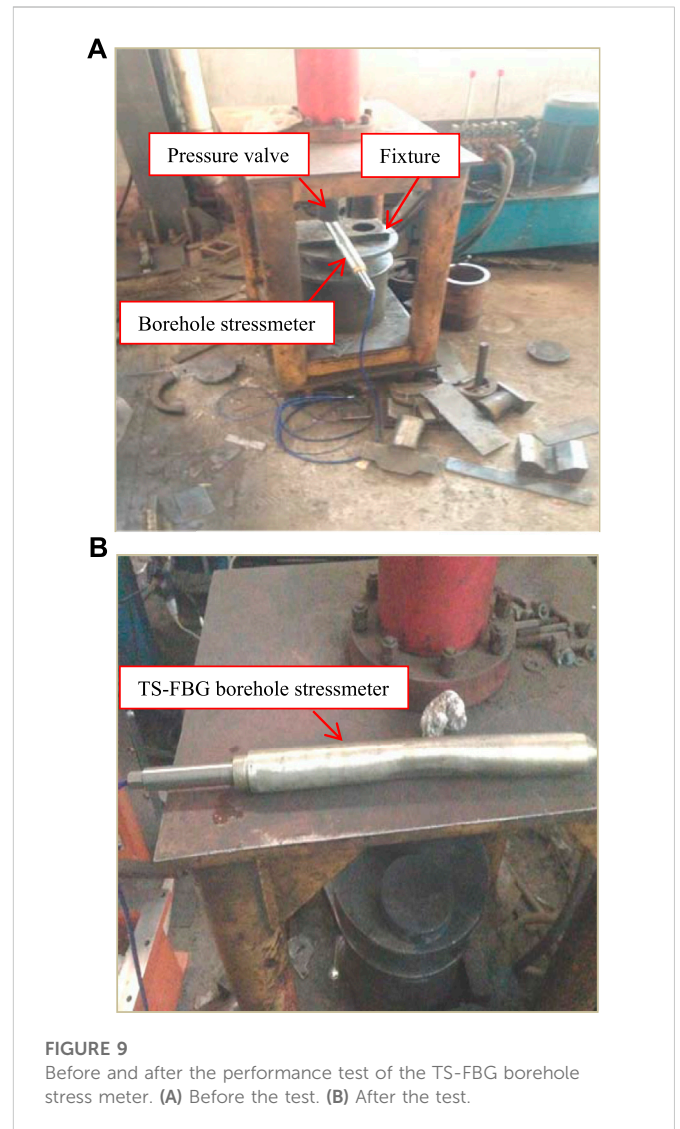 A
Pressure valve
Fixture
Borehole stressmeter
B
TS-FBG borehole stressmeter
FIGURE 9
Before and after the performance test of the TS-FBG borehole
stress meter. (A) Before the test. (B) After the test.